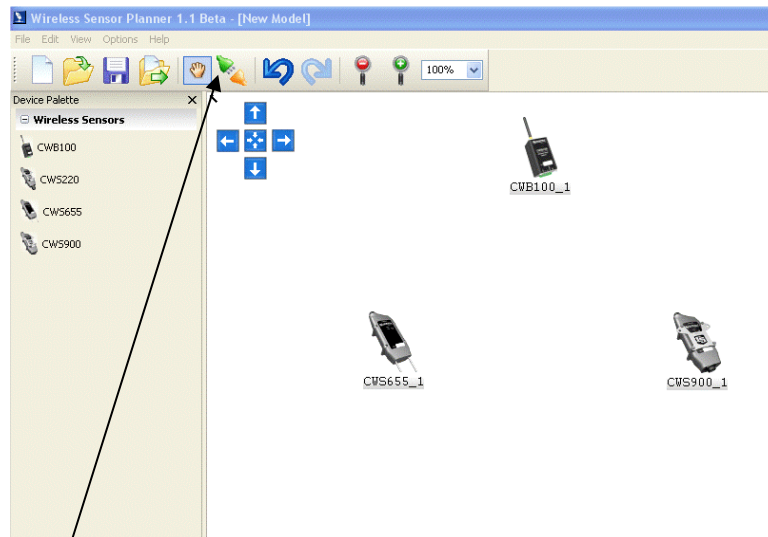 Wireless Sensor Planner 1.1 Beta - [New Model]
File Edit View Options Help
100%
Device Palette X
Wireless Sensors
CWB100
CWS220
CWS655
CWS900
CWB100_1
CWS655_1
CWS900_1